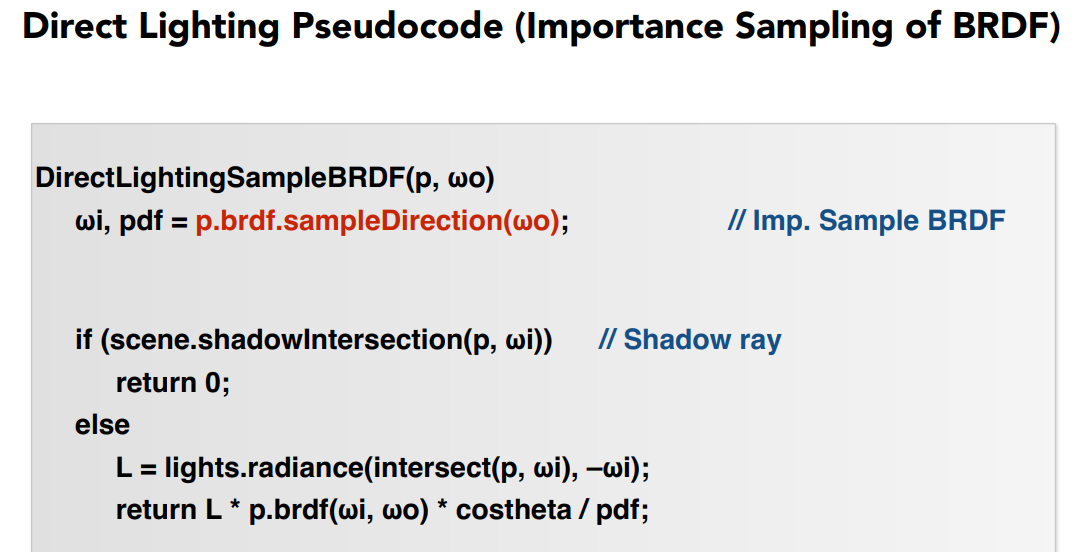 Direct Lighting Pseudocode (Importance Sampling of BRDF)
DirectLightingSampleBRDF(p, ωo)
ωi, pdf = p.brdf.sampleDirection(ωo); // Imp. Sample BRDF
if (scene.shadowIntersection(p, ωi)) // Shadow ray
return 0;
else
L = lights.radiance(intersect(p, ωi), –ωi);
return L * p.brdf(ωi, ωo) * costheta / pdf;